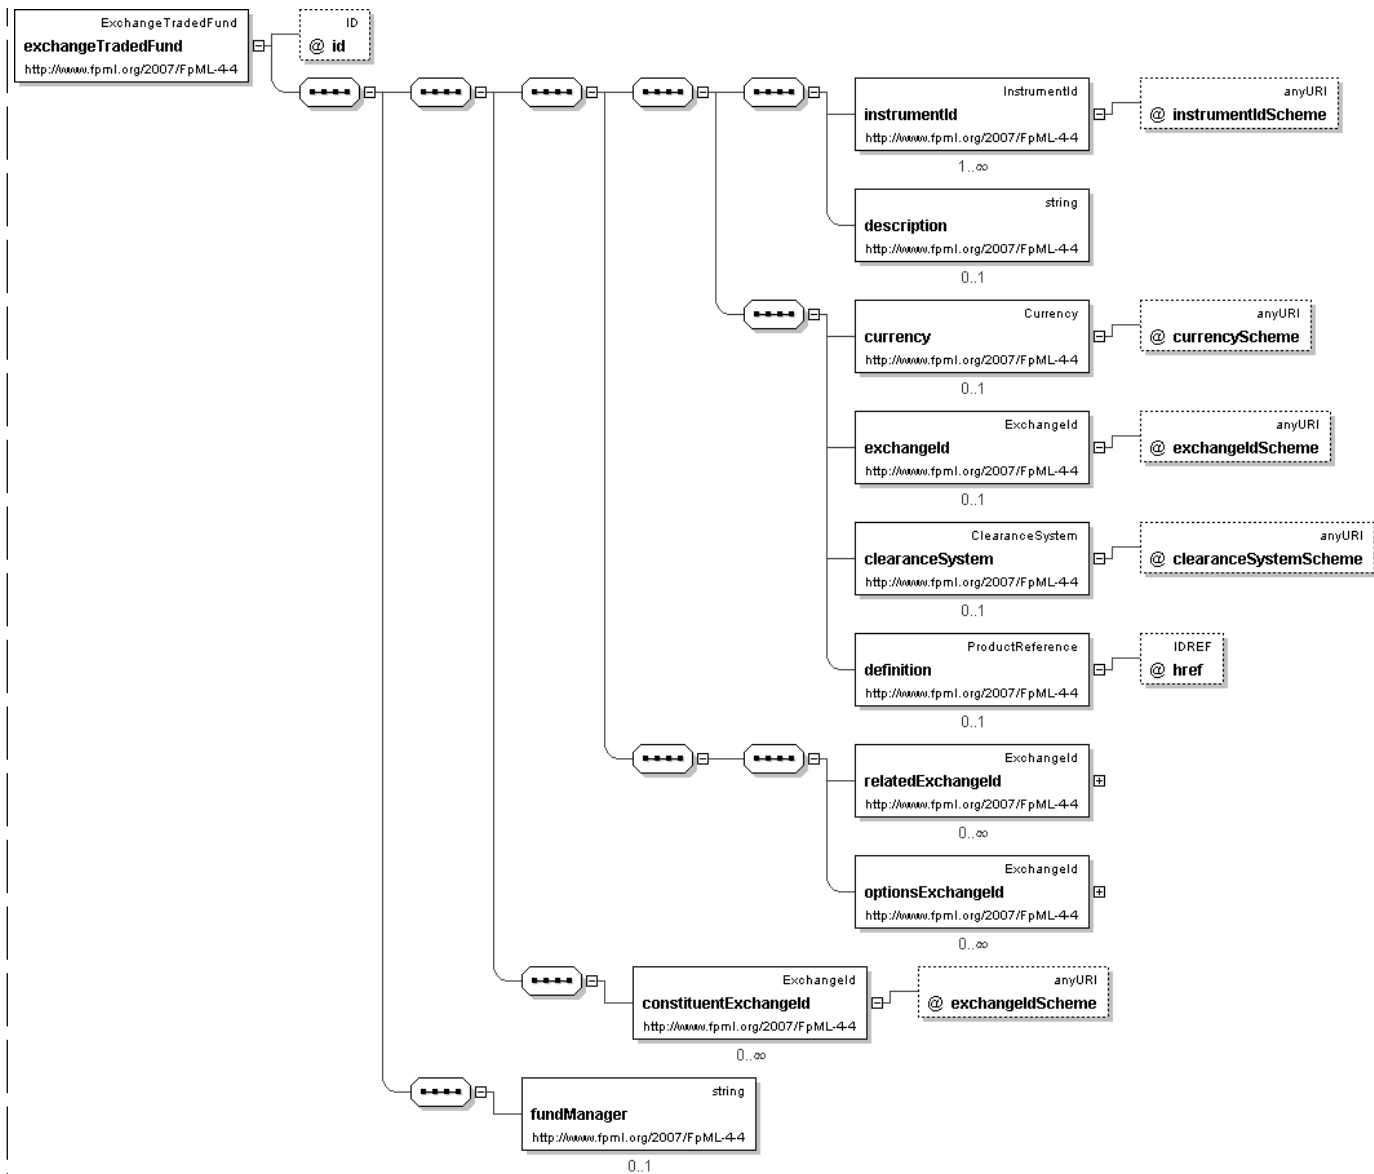 ExchangeTradedFund
exchangeTradedFund
http://www.fpml.org/2007/FpML-4-4
ID
@ id
InstrumentId
instrumentId
http://www.fpml.org/2007/FpML-4-4
1..∞
anyURI
@ instrumentIdScheme
string
description
http://www.fpml.org/2007/FpML-4-4
0..1
Currency
currency
http://www.fpml.org/2007/FpML-4-4
0..1
anyURI
@ currencyScheme
ExchangeId
exchangeId
http://www.fpml.org/2007/FpML-4-4
0..1
anyURI
@ exchangeIdScheme
ClearanceSystem
clearanceSystem
http://www.fpml.org/2007/FpML-4-4
0..1
anyURI
@ clearanceSystemScheme
ProductReference
definition
http://www.fpml.org/2007/FpML-4-4
0..1
IDREF
@ href
ExchangeId
relatedExchangeId
http://www.fpml.org/2007/FpML-4-4
0..∞
ExchangeId
optionsExchangeId
http://www.fpml.org/2007/FpML-4-4
0..∞
ExchangeId
constituentExchangeId
http://www.fpml.org/2007/FpML-4-4
0..∞
anyURI
@ exchangeIdScheme
string
fundManager
http://www.fpml.org/2007/FpML-4-4
0..1